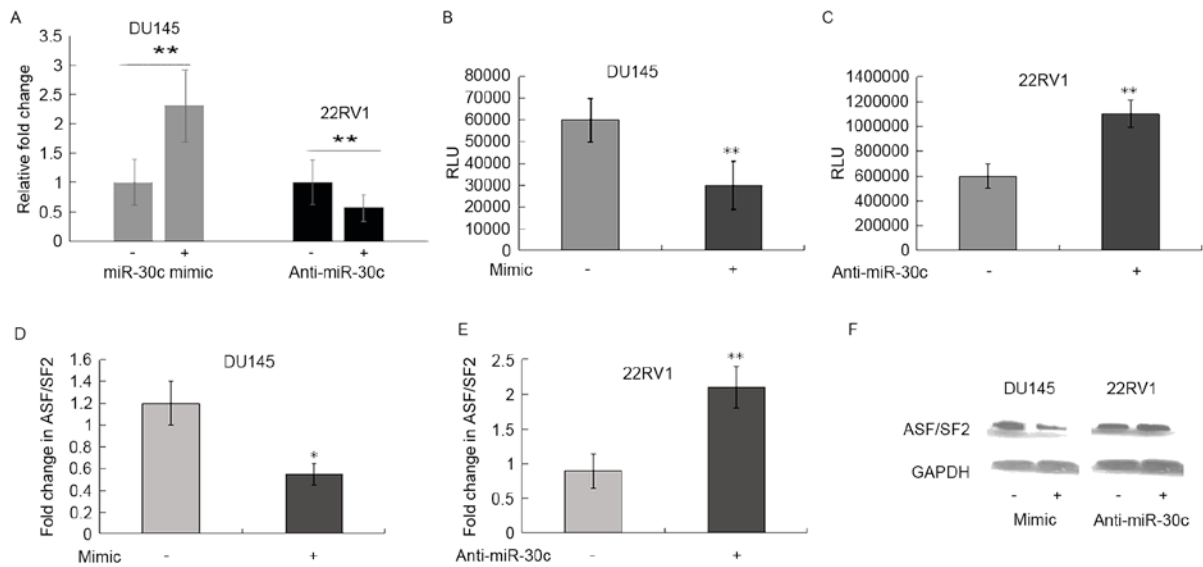 A
DU145
3.5
3
2.5
2
1.5
1
0.5
0
Relative fold change
**
22RV1
**
- + - +
miR-30c mimic Anti-miR-30c
B
DU145
80000
70000
60000
50000
40000
30000
20000
10000
0
RLU
**
Mimic - +
C
22RV1
1400000
1200000
1000000
800000
600000
400000
200000
0
RLU
**
Anti-miR-30c - +
D
DU145
1.6
1.4
1.2
1
0.8
0.6
0.4
0.2
0
Fold change in ASF/SF2
*
Mimic - +
E
22RV1
2.5
2
1.5
1
0.5
0
Fold change in ASF/SF2
**
Anti-miR-30c - +
F
DU145 22RV1
ASF/SF2
GAPDH
- + - +
Mimic Anti-miR-30c